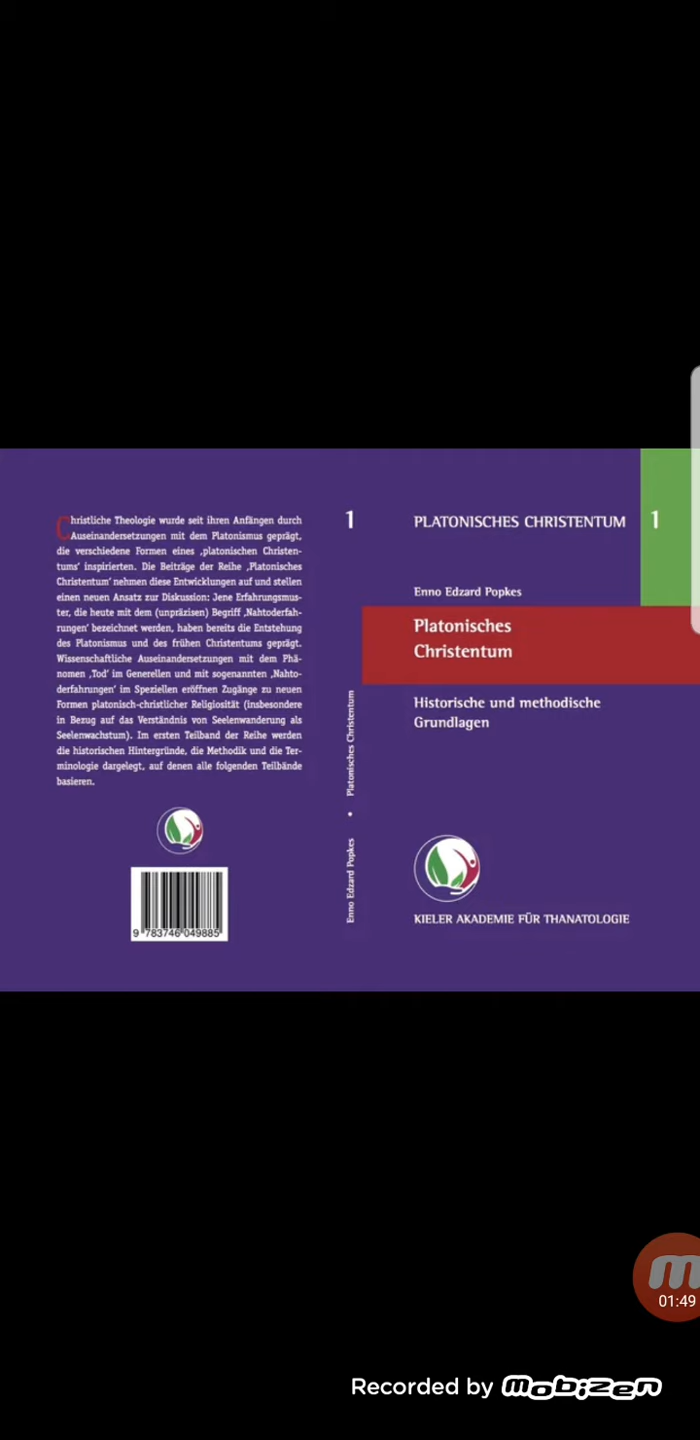 Christliche Theologie wurde seit ihren Anfängen durch
Auseinandersetzungen mit dem Platonismus geprägt,
die verschiedene Formen eines ‚platonischen Christen-
tums' inspirierten. Die Beiträge der Reihe ‚Platonisches
Christentum' nehmen diese Entwicklungen auf und stellen
einen neuen Ansatz zur Diskussion: Jene Erfahrungsmus-
ter, die heute mit dem (unpräzisen) Begriff ‚Nahtoderfah-
rungen' bezeichnet werden, haben bereits die Entstehung
des Platonismus und des frühen Christentums geprägt.
Wissenschaftliche Auseinandersetzungen mit dem Phä-
nomen ‚Tod' im Generellen und mit sogenannten ‚Nahto-
derfahrungen' im Speziellen eröffnen Zugänge zu neuen
Formen platonisch-christlicher Religiosität (insbesondere
in Bezug auf das Verständnis von Seelenwanderung als
Seelenwachstum). Im ersten Teilband der Reihe werden
die historischen Hintergründe, die Methodik und die Ter-
minologie dargelegt, auf denen alle folgenden Teilbände
basieren.
9 783746 049885
1
Enno Edzard Popkes • Platonisches Christentum
PLATONISCHES CHRISTENTUM 1
Enno Edzard Popkes
Platonisches
Christentum
Historische und methodische
Grundlagen
KIELER AKADEMIE FÜR THANATOLOGIE
m
01:49
Recorded by mobizen